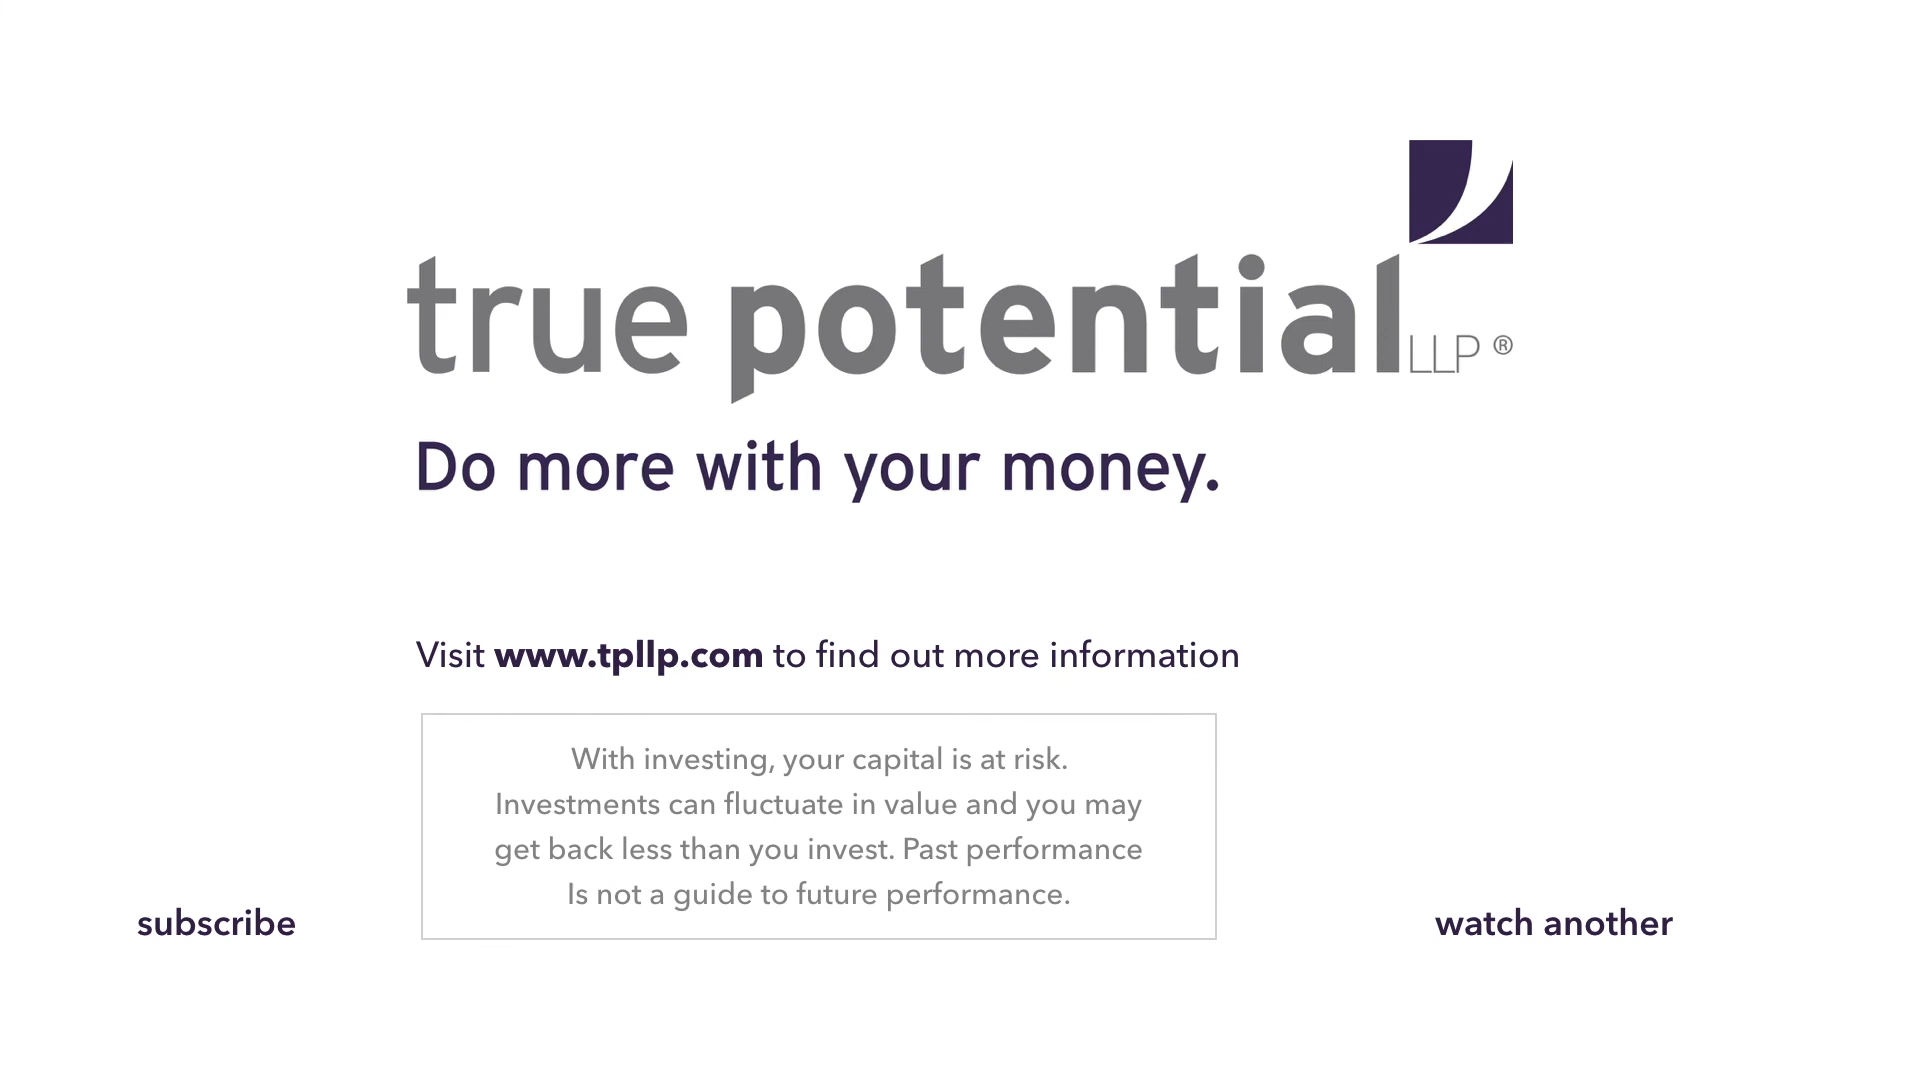 true potential LLP ®
Do more with your money.
Visit www.tpllp.com to find out more information
With investing, your capital is at risk.
Investments can fluctuate in value and you may
get back less than you invest. Past performance
Is not a guide to future performance.
subscribe
watch another